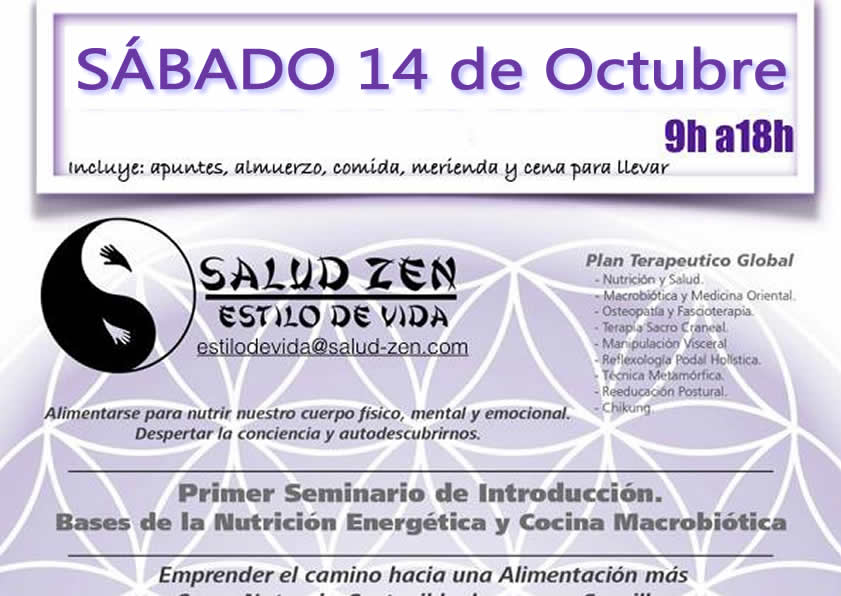 SÁBADO 14 de Octubre
9h a18h
Incluye: apuntes, almuerzo, comida, merienda y cena para llevar
SALUD ZEN
ESTILO DE VIDA
estilodevida@salud-zen.com
Plan Terapeutico Global
- Nutrición y Salud.
- Macrobiótica y Medicina Oriental.
- Osteopatía y Fascioterapia.
- Terapia Sacro Craneal.
- Manipulación Visceral
- Reflexología Podal Holística.
- Técnica Metamórfica.
- Reeducación Postural.
- Chikung.
Alimentarse para nutrir nuestro cuerpo físico, mental y emocional.
Despertar la conciencia y autodescubrirnos.
Primer Seminario de Introducción.
Bases de la Nutrición Energética y Cocina Macrobiótica
Emprender el camino hacia una Alimentación más